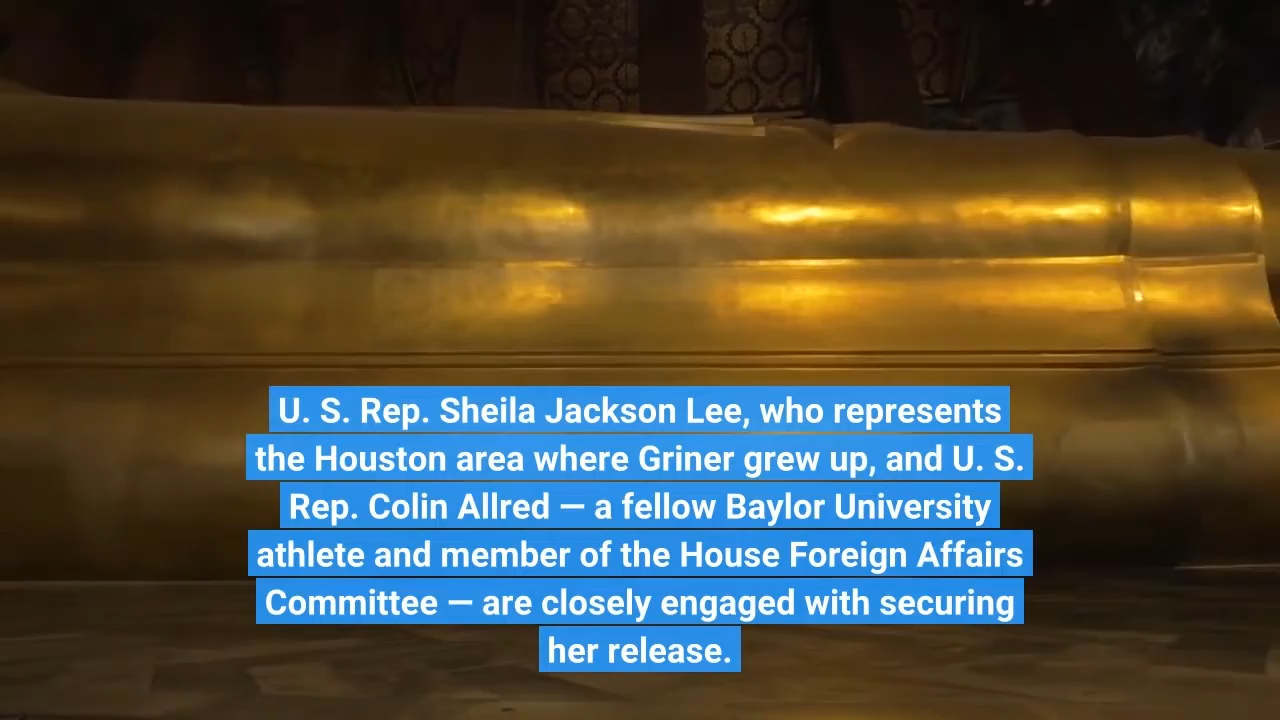 U. S. Rep. Sheila Jackson Lee, who represents
the Houston area where Griner grew up, and U. S.
Rep. Colin Allred — a fellow Baylor University
athlete and member of the House Foreign Affairs
Committee — are closely engaged with securing
her release.